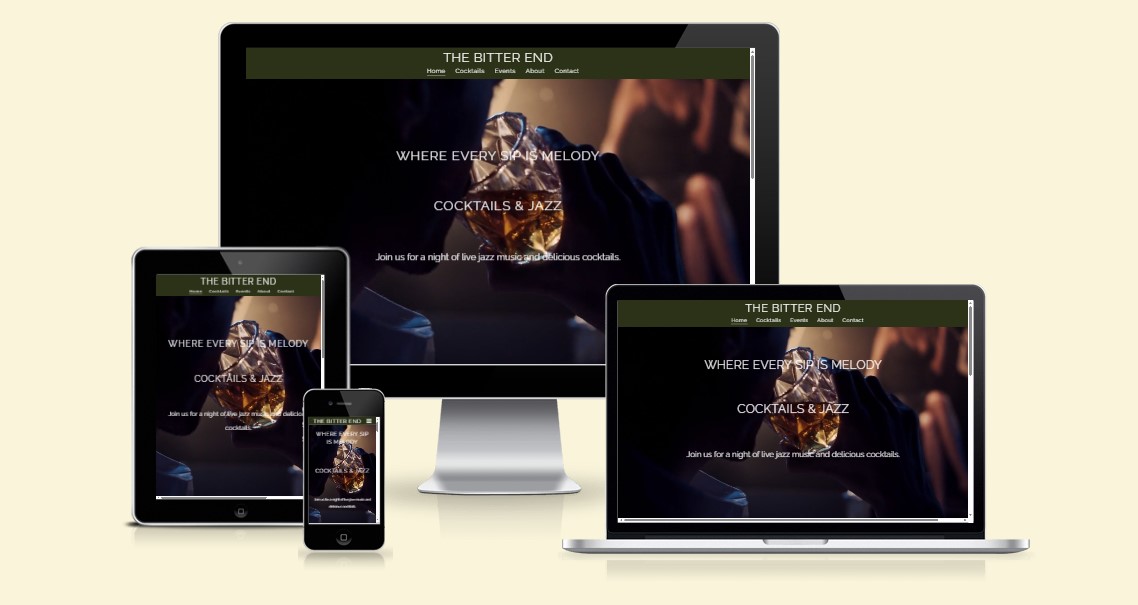 THE BITTER END
Home Cocktails Events About Contact
WHERE EVERY SIP IS MELODY
COCKTAILS & JAZZ
Join us for a night of live jazz music and delicious cocktails.
THE BITTER END
Home Cocktails Events About Contact
WHERE EVERY SIP IS MELODY
COCKTAILS & JAZZ
Join us for a night of live jazz music and delicio
cocktails.
THE BITTER END
WHERE EVERY SIP
IS MELODY
COCKTAILS & JAZZ
Join us for a night of live jazz music and
delicious cocktails.
THE BITTER END
Home Cocktails Events About Contact
WHERE EVERY SIP IS MELODY
COCKTAILS & JAZZ
Join us for a night of live jazz music and delicious cocktails.